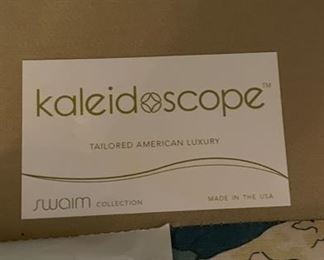 kaleidoscope™
TAILORED AMERICAN LUXURY
swaim COLLECTION MADE IN THE USA